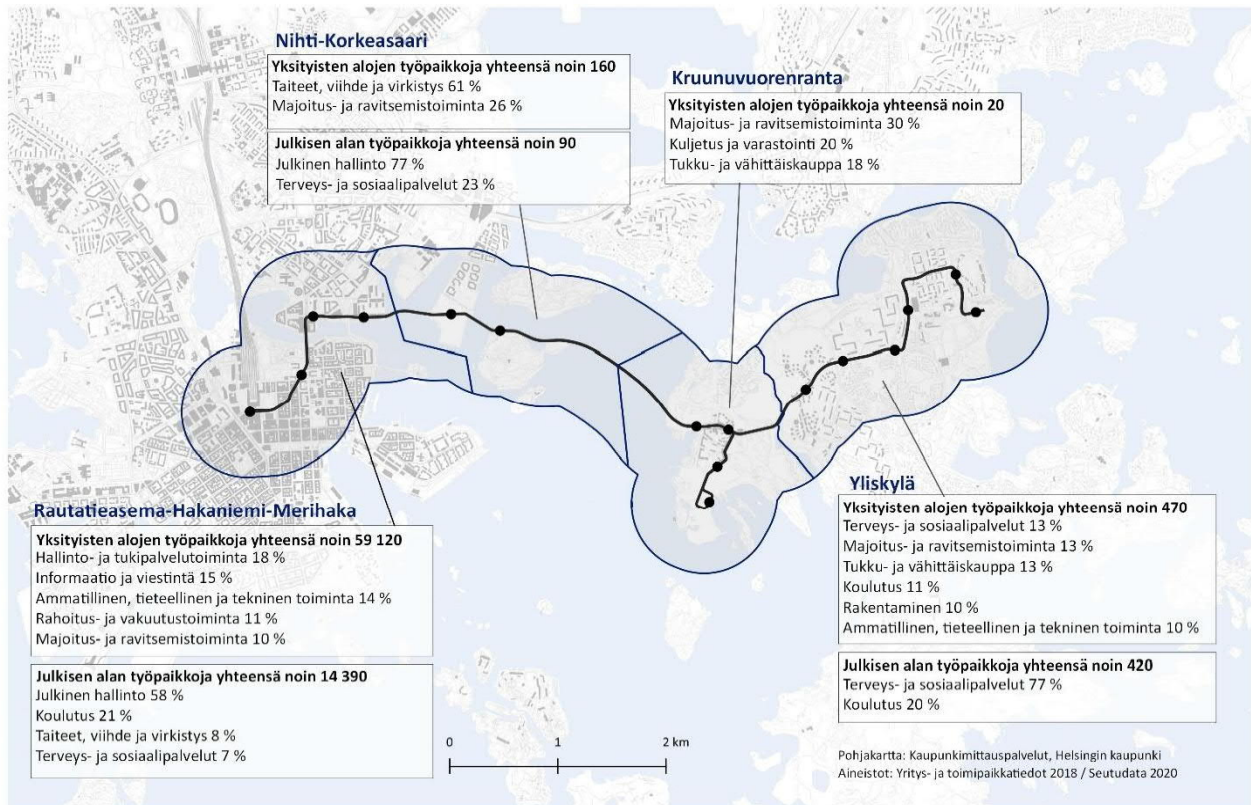 Nihti-Korkeasaari
Yksityisten alojen työpaikkoja yhteensä noin 160
Taiteet, viihde ja virkistys 61 %
Majoitus- ja ravitsemistoiminta 26 %
Julkisen alan työpaikkoja yhteensä noin 90
Julkinen hallinto 77 %
Terveys- ja sosiaalipalvelut 23 %
Kruunuvuorenranta
Yksityisten alojen työpaikkoja yhteensä noin 20
Majoitus- ja ravitsemistoiminta 30 %
Kuljetus ja varastointi 20 %
Tukku- ja vähittäiskauppa 18 %
Rautatieasema-Hakaniemi-Merihaka
Yksityisten alojen työpaikkoja yhteensä noin 59 120
Hallinto- ja tukipalvelutoiminta 18 %
Informaatio ja viestintä 15 %
Ammatillinen, tieteellinen ja tekninen toiminta 14 %
Rahoitus- ja vakuutustoiminta 11 %
Majoitus- ja ravitsemistoiminta 10 %
Julkisen alan työpaikkoja yhteensä noin 14 390
Julkinen hallinto 58 %
Koulutus 21 %
Taiteet, viihde ja virkistys 8 %
Terveys- ja sosiaalipalvelut 7 %
Yliskylä
Yksityisten alojen työpaikkoja yhteensä noin 470
Terveys- ja sosiaalipalvelut 13 %
Majoitus- ja ravitsemistoiminta 13 %
Tukku- ja vähittäiskauppa 13 %
Koulutus 11 %
Rakentaminen 10 %
Ammatillinen, tieteellinen ja tekninen toiminta 10 %
Julkisen alan työpaikkoja yhteensä noin 420
Terveys- ja sosiaalipalvelut 77 %
Koulutus 20 %
0 1 2 km
Pohjakartta: Kaupunkimittauspalvelut, Helsingin kaupunki
Aineistot: Yritys- ja toimipaikkatiedot 2018 / Seutudata 2020